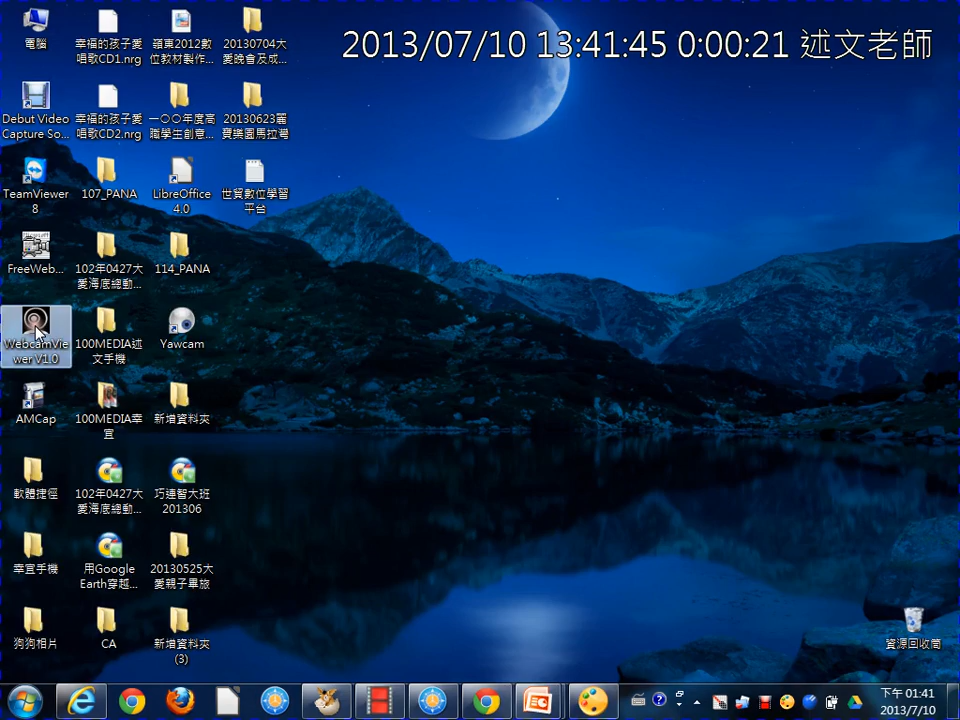 2013/07/10 13:41:45 0:00:21 述文老師
電腦
幸福的孩子愛
唱歌CD1.nrg
嶺東2012數
位教材製作...
20130704大
愛晚會及成...
Debut Video
Capture So...
幸福的孩子愛
唱歌CD2.nrg
一〇〇年度高
職學生創意...
20130623麗
寶樂園馬拉灣
TeamViewer
8
107_PANA
LibreOffice
4.0
世貿數位學習
平台
FreeWeb...
102年0427大
愛海底總動...
114_PANA
WebcamVie
wer V1.0
100MEDIA述
文手機
Yawcam
AMCap
100MEDIA幸
宜
新增資料夾
軟體捷徑
102年0427大
愛海底總動...
巧連智大班
201306
幸宜手機
用Google
Earth穿越...
20130525大
愛親子畢旅
狗狗相片
CA
新增資料夾
(3)
資源回收筒
下午 01:41
2013/7/10